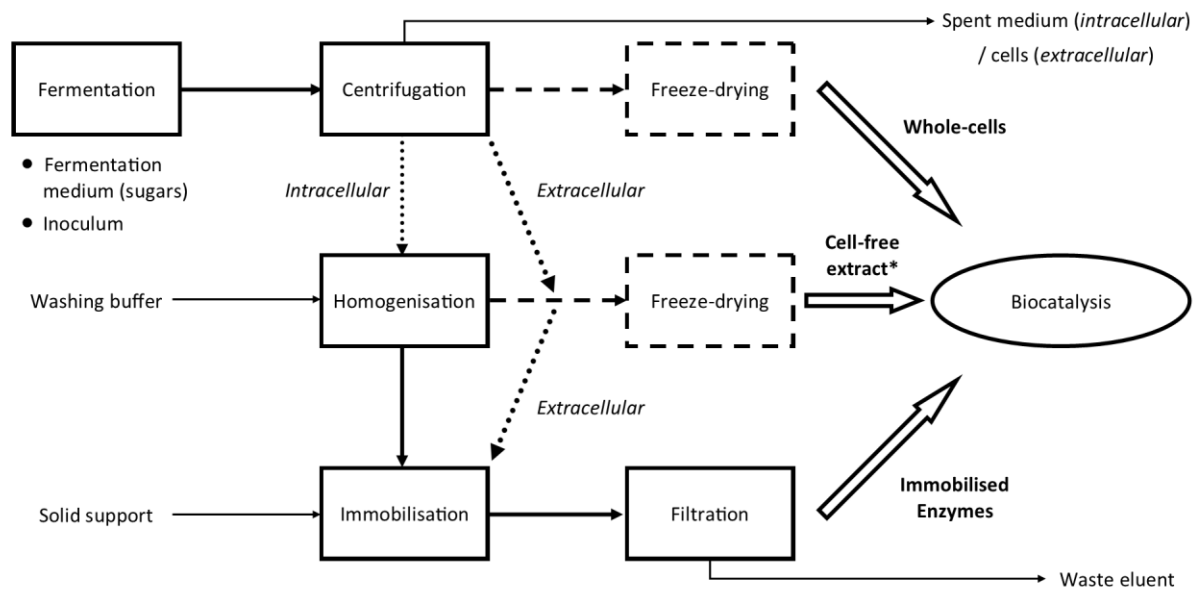 Spent medium (intracellular)
/ cells (extracellular)
Fermentation
Centrifugation
Freeze-drying
Whole-cells
● Fermentation
medium (sugars)
● Inoculum
Intracellular
Extracellular
Cell-free
extract*
Washing buffer
Homogenisation
Freeze-drying
Biocatalysis
Extracellular
Immobilised
Enzymes
Solid support
Immobilisation
Filtration
Waste eluent